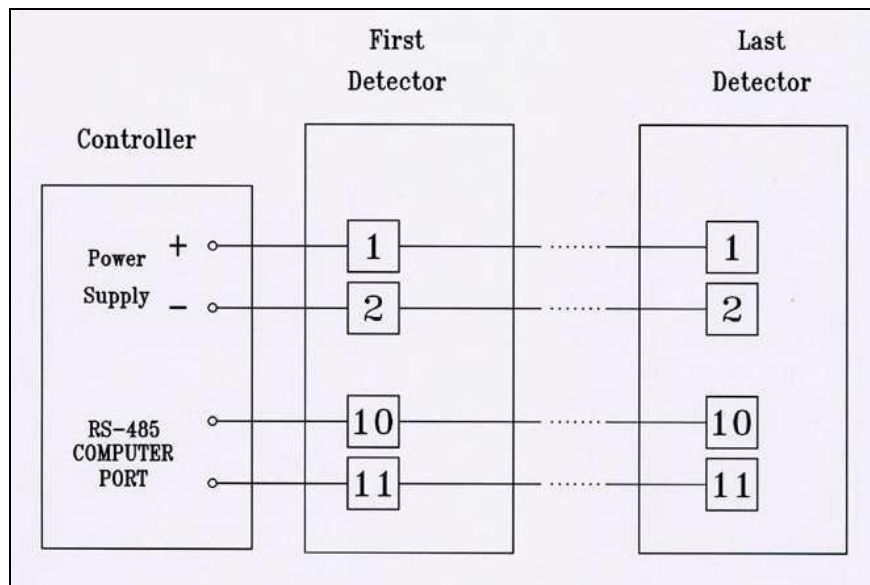 First
Detector
Last
Detector
Controller
Power
Supply
+
-
1
2
1
2
RS-485
COMPUTER
PORT
10
11
10
11